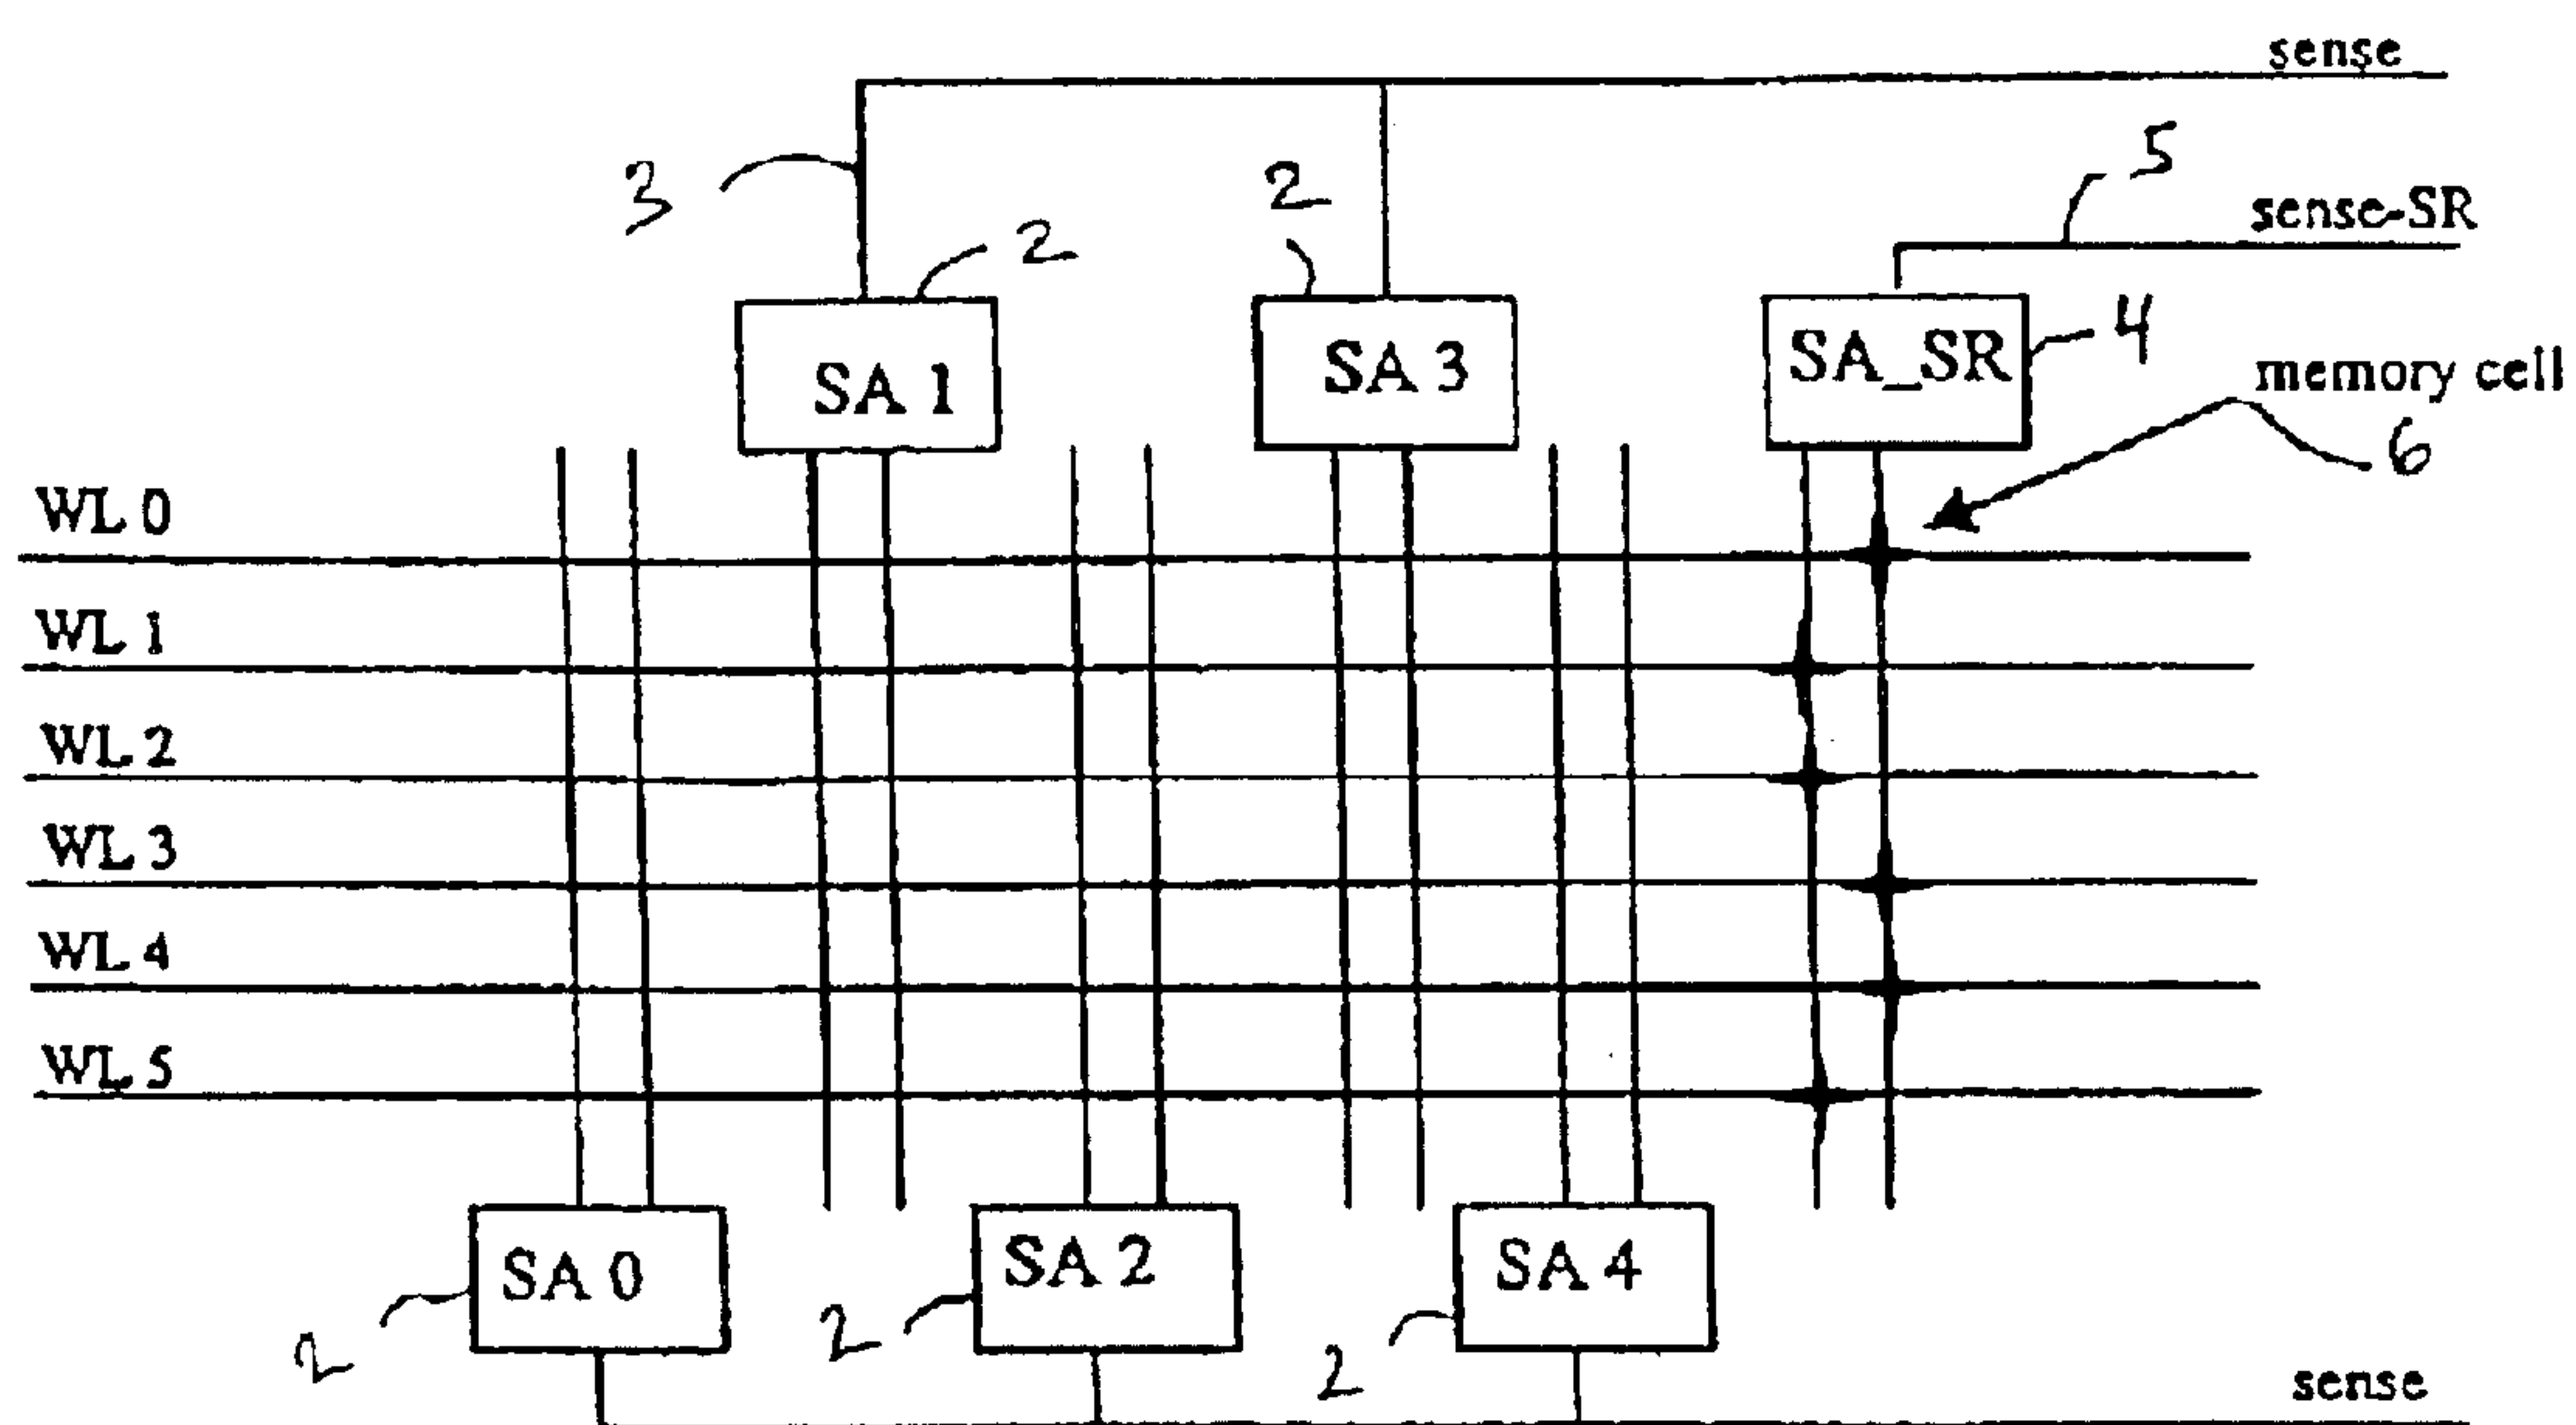 sense
5
3
2
2
sense-SR
SA 1
SA 3
SA_SR
4
memory cell
6
WL 0
WL 1
WL 2
WL 3
WL 4
WL 5
SA 0
SA 2
SA 4
2
2
2
sense